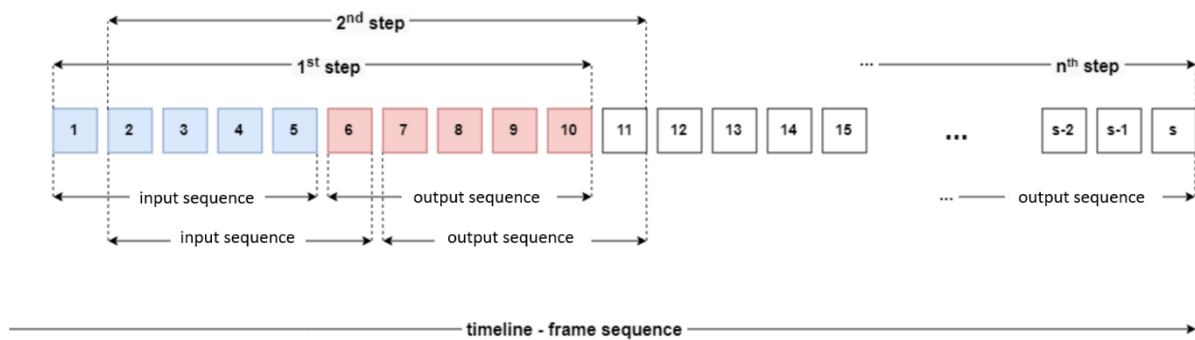 2nd step
1st step
... nth step
1 2 3 4 5 6 7 8 9 10 11 12 13 14 15 ... s-2 s-1 s
input sequence output sequence ... output sequence
input sequence output sequence
timeline - frame sequence